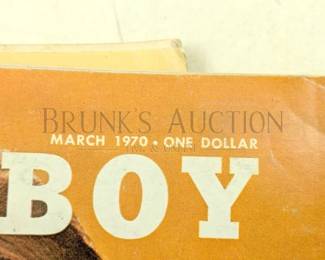 BRUNK'S AUCTION
MARCH 1970 • ONE DOLLAR
BOY